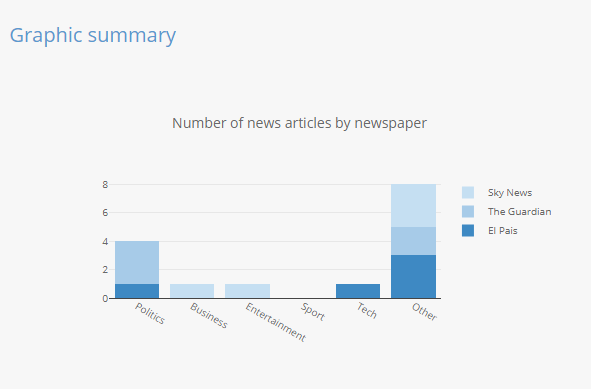 Graphic summary
Number of news articles by newspaper
8
6
4
2
0
Politics
Business
Entertainment
Sport
Tech
Other
Sky News
The Guardian
El Pais